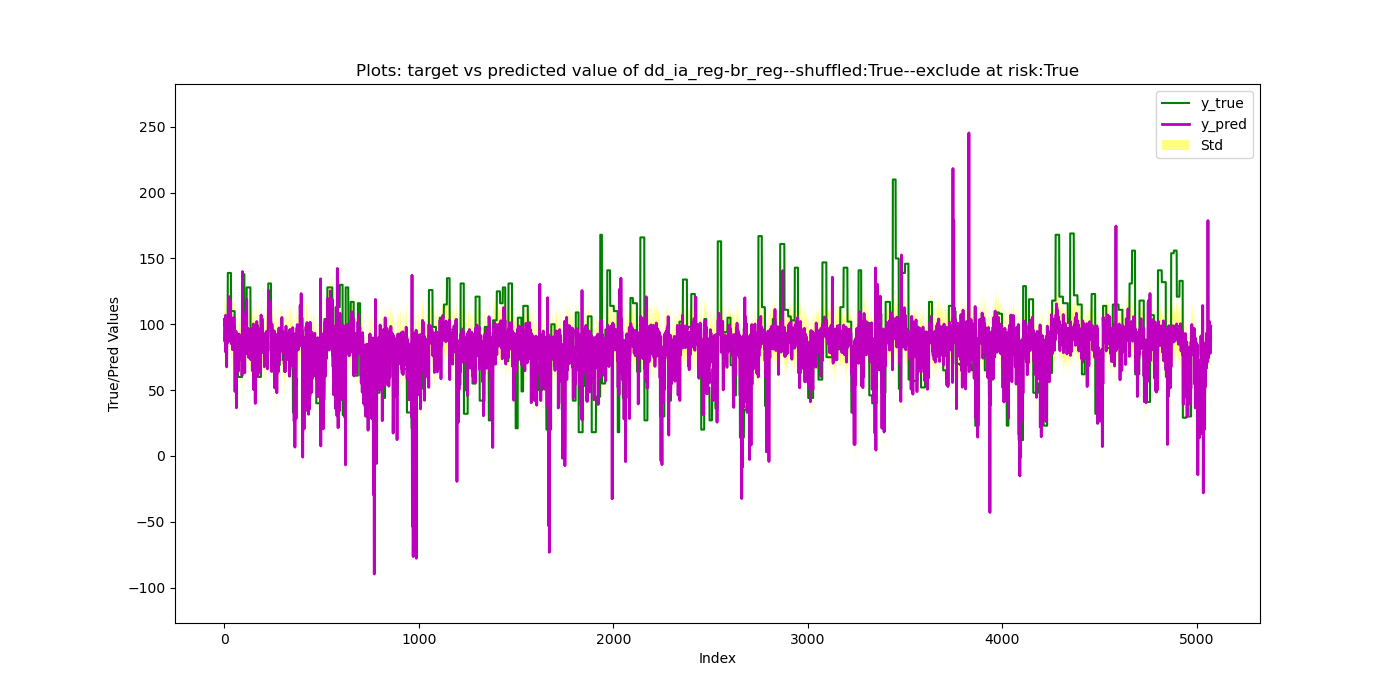 Plots: target vs predicted value of dd_ia_reg-br_reg--shuffled:True--exclude at risk:True
y_true
y_pred
Std
True/Pred Values
250
200
150
100
50
0
−50
−100
0 1000 2000 3000 4000 5000
Index